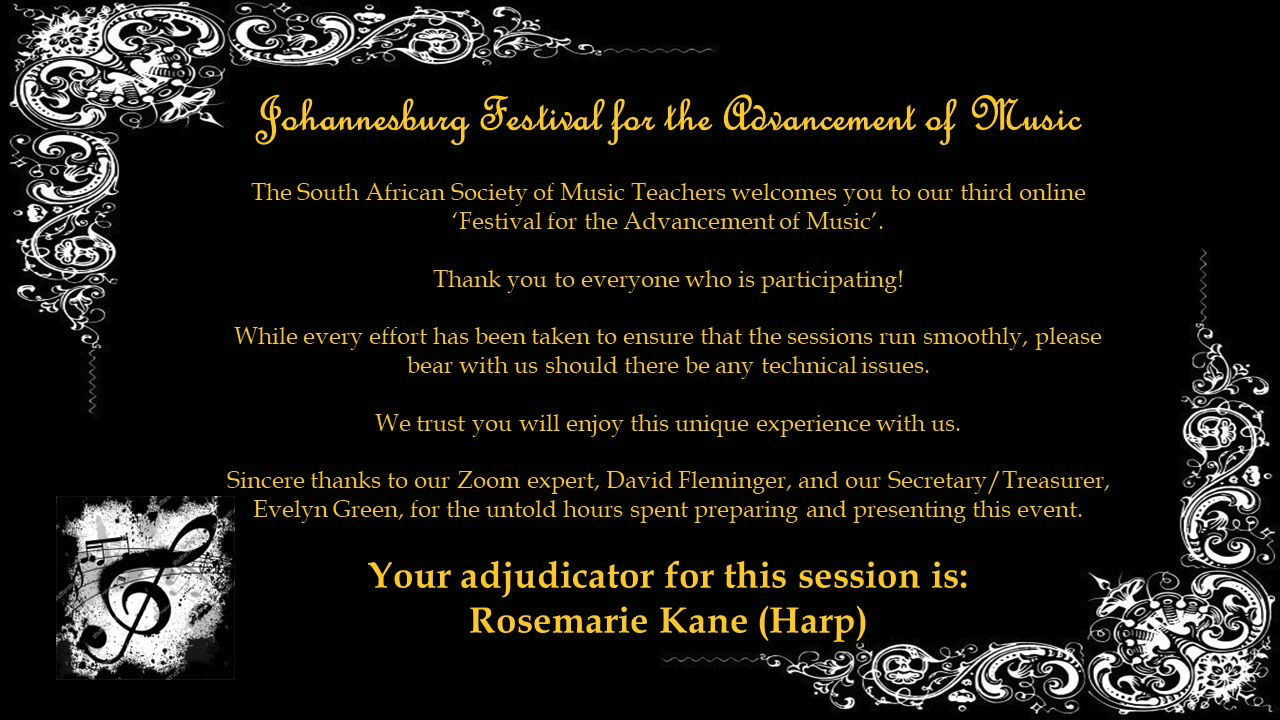 Johannesburg Festival for the Advancement of Music
The South African Society of Music Teachers welcomes you to our third online
‘Festival for the Advancement of Music’.
Thank you to everyone who is participating!
While every effort has been taken to ensure that the sessions run smoothly, please
bear with us should there be any technical issues.
We trust you will enjoy this unique experience with us.
Sincere thanks to our Zoom expert, David Fleminger, and our Secretary/Treasurer,
Evelyn Green, for the untold hours spent preparing and presenting this event.
Your adjudicator for this session is:
Rosemarie Kane (Harp)